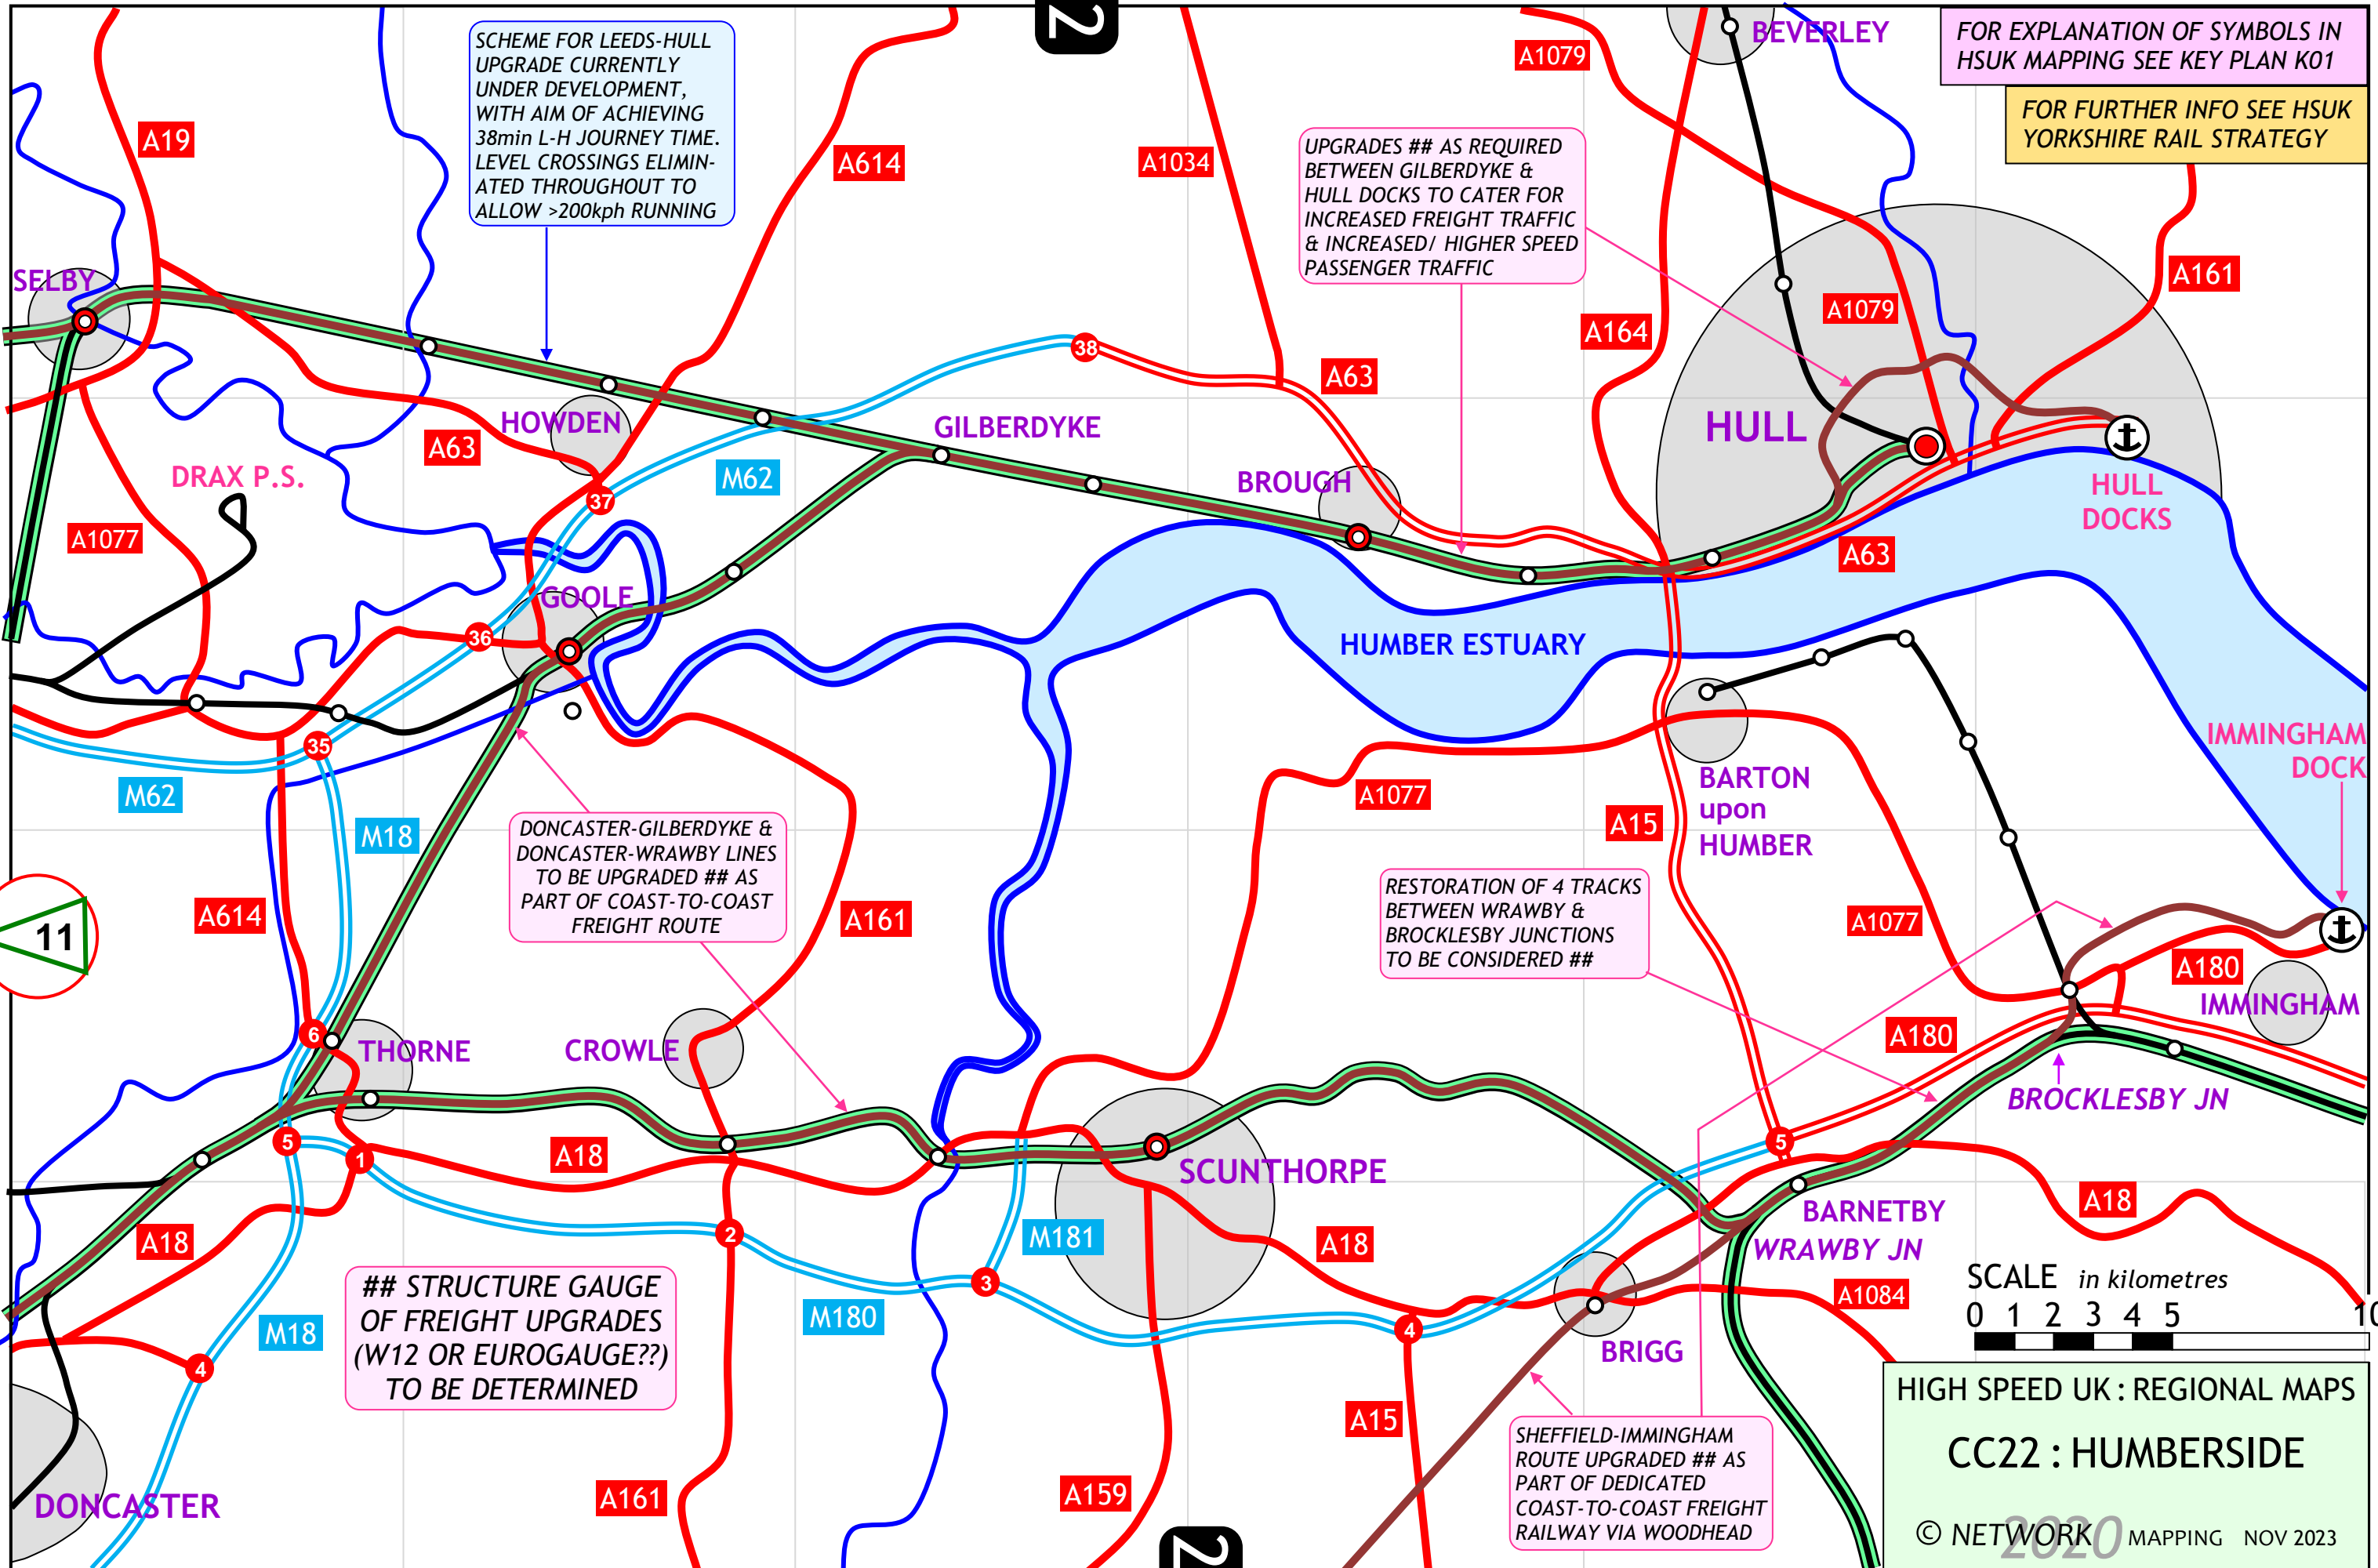 2
BEVERLEY
FOR EXPLANATION OF SYMBOLS IN
HSUK MAPPING SEE KEY PLAN K01
FOR FURTHER INFO SEE HSUK
YORKSHIRE RAIL STRATEGY
SCHEME FOR LEEDS-HULL
UPGRADE CURRENTLY
UNDER DEVELOPMENT,
WITH AIM OF ACHIEVING
38min L-H JOURNEY TIME.
LEVEL CROSSINGS ELIMIN-
ATED THROUGHOUT TO
ALLOW >200kph RUNNING
A1079
A19
A614
A1034
UPGRADES ## AS REQUIRED
BETWEEN GILBERDYKE &
HULL DOCKS TO CATER FOR
INCREASED FREIGHT TRAFFIC
& INCREASED/ HIGHER SPEED
PASSENGER TRAFFIC
SELBY
A161
A1079
A164
38
A63
HOWDEN
GILBERDYKE
HULL
A63
DRAX P.S.
M62
BROUGH
37
HULL
DOCKS
A1077
A63
GOOLE
36
HUMBER ESTUARY
35
M62
IMMINGHAM
DOCK
BARTON
upon
HUMBER
A1077
A15
M18
DONCASTER-GILBERDYKE &
DONCASTER-WRAWBY LINES
TO BE UPGRADED ## AS
PART OF COAST-TO-COAST
FREIGHT ROUTE
RESTORATION OF 4 TRACKS
BETWEEN WRAWBY &
BROCKLESBY JUNCTIONS
TO BE CONSIDERED ##
A614
A161
A1077
11
A180
IMMINGHAM
6
THORNE
CROWLE
A180
BROCKLESBY JN
5
1
A18
5
SCUNTHORPE
A18
BARNETBY
WRAWBY JN
A18
2
M181
A18
3
SCALE in kilometres
0 1 2 3 4 5 10
## STRUCTURE GAUGE
OF FREIGHT UPGRADES
(W12 OR EUROGAUGE??)
TO BE DETERMINED
M18
M180
4
A1084
BRIGG
4
A15
HIGH SPEED UK : REGIONAL MAPS
CC22 : HUMBERSIDE
© NETWORK 2020 MAPPING NOV 2023
SHEFFIELD-IMMINGHAM
ROUTE UPGRADED ## AS
PART OF DEDICATED
COAST-TO-COAST FREIGHT
RAILWAY VIA WOODHEAD
DONCASTER
A161
A159
2